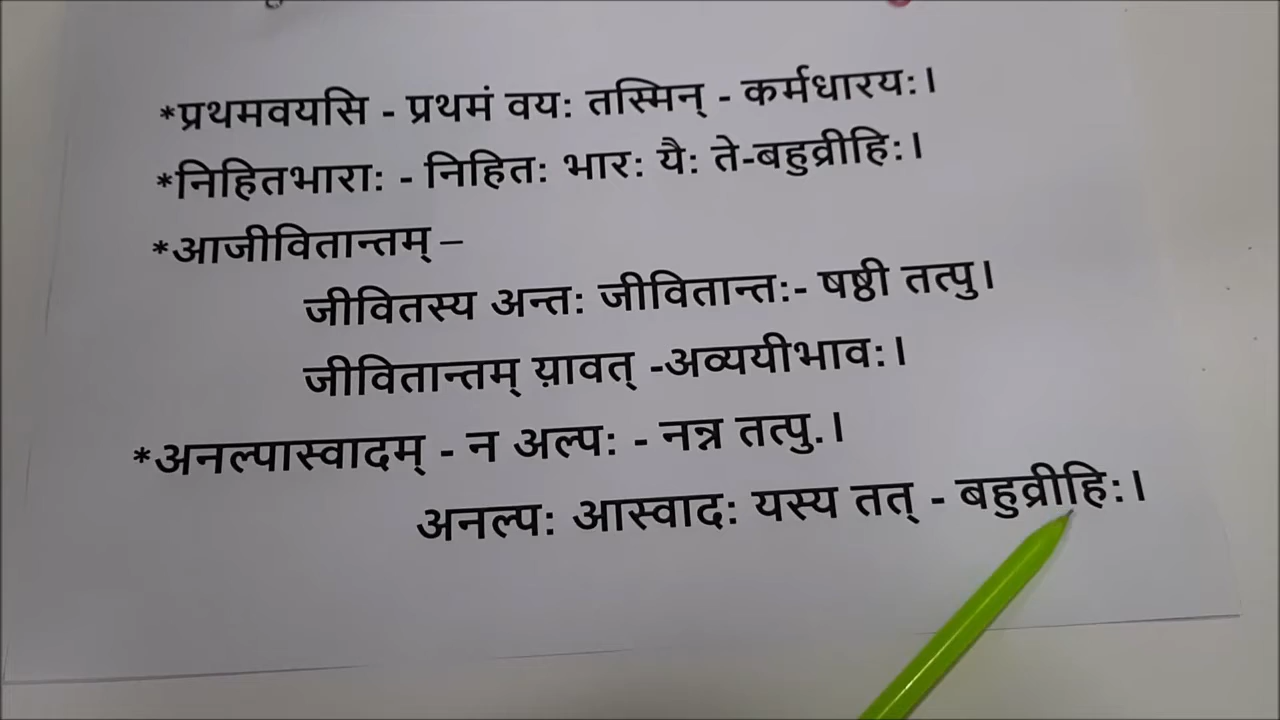 *प्रथमवयसि - प्रथमं वयः तस्मिन् - कर्मधारयः।
*निहितभाराः - निहितः भारः यैः ते-बहुव्रीहिः।
*आजीवितान्तम् –
जीवितस्य अन्तः जीवितान्तः- षष्ठी तत्पु।
जीवितान्तम् य़ावत् -अव्ययीभावः।
*अनल्पास्वादम् - न अल्पः - नन्र तत्पु.।
अनल्पः आस्वादः यस्य तत् - बहुव्रीहिः।